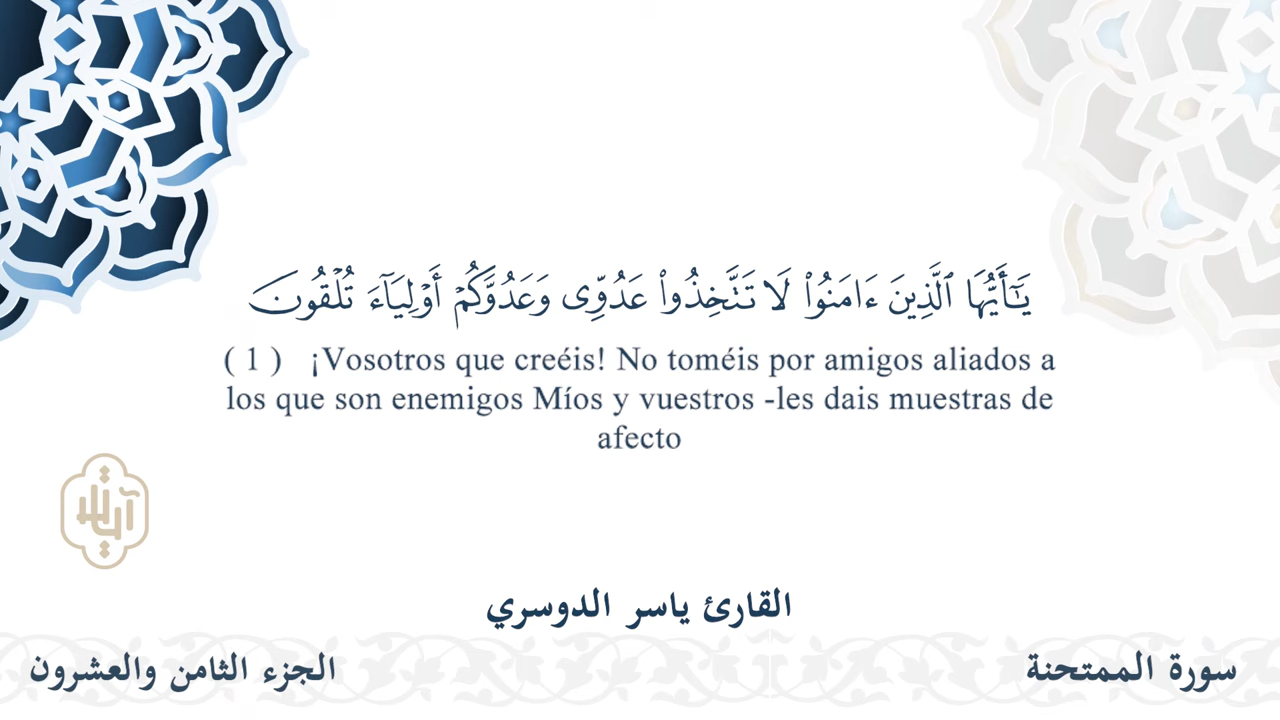 يَـٰٓأَيُّهَا ٱلَّذِينَ ءَامَنُوا۟ لَا تَتَّخِذُوا۟ عَدُوِّى وَعَدُوَّكُمْ أَوْلِيَآءَ تُلْقُونَ
( 1 ) ¡Vosotros que creéis! No toméis por amigos aliados a
los que son enemigos Míos y vuestros -les dais muestras de
afecto
القارئ ياسر الدوسري
سورة الممتحنة
الجزء الثامن والعشرون